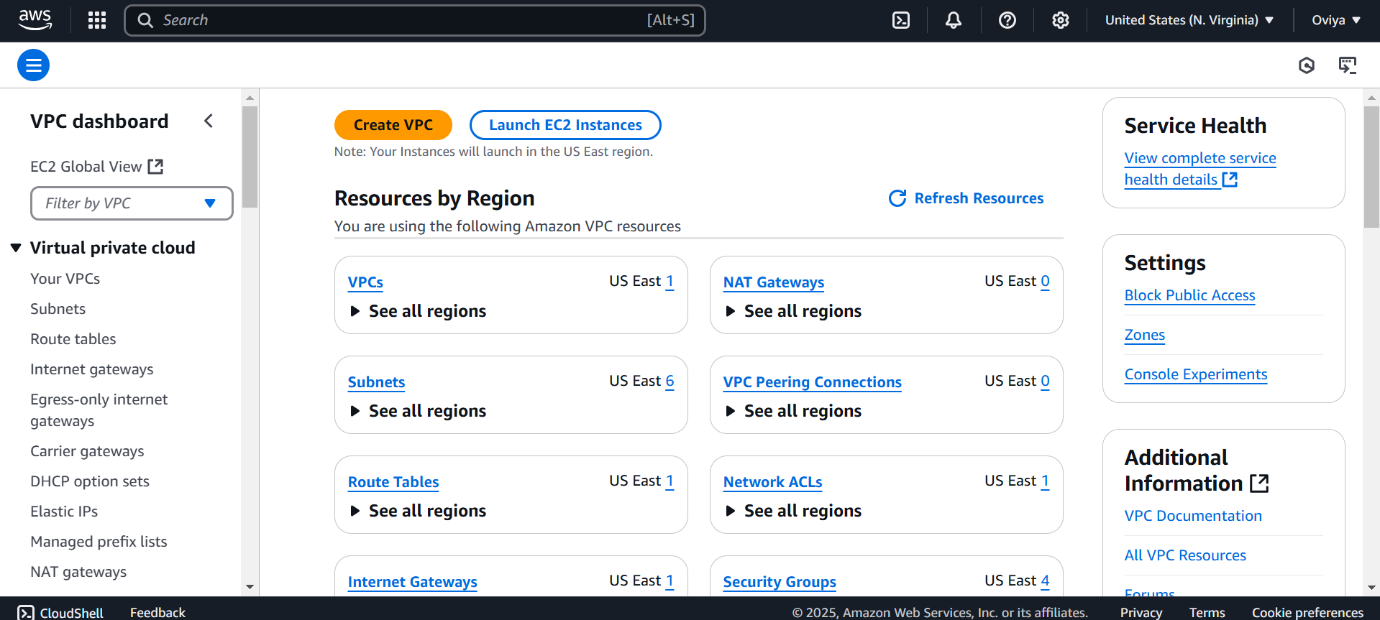 aws
Search [Alt+S]
United States (N. Virginia) Oviya
VPC dashboard
EC2 Global View
Filter by VPC
Virtual private cloud
Your VPCs
Subnets
Route tables
Internet gateways
Egress-only internet
gateways
Carrier gateways
DHCP option sets
Elastic IPs
Managed prefix lists
NAT gateways
Create VPC
Launch EC2 Instances
Note: Your Instances will launch in the US East region.
Resources by Region
Refresh Resources
You are using the following Amazon VPC resources
VPCs US East 1
See all regions
NAT Gateways US East 0
See all regions
Subnets US East 6
See all regions
VPC Peering Connections US East 0
See all regions
Route Tables US East 1
See all regions
Network ACLs US East 1
See all regions
Internet Gateways US East 1
Security Groups US East 4
Service Health
View complete service
health details
Settings
Block Public Access
Zones
Console Experiments
Additional
Information
VPC Documentation
All VPC Resources
Forums
CloudShell Feedback © 2025, Amazon Web Services, Inc. or its affiliates. Privacy Terms Cookie preferences